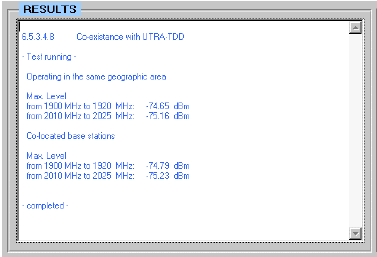 RESULTS
6.5.3.4.8 Co-existance with UTRA-TDD
- Test running -
Operating in the same geographic area
Max. Level
from 1900 MHz to 1920 MHz: -74.65 dBm
from 2010 MHz to 2025 MHz: -75.16 dBm
Co-located base stations
Max. Level
from 1900 MHz to 1920 MHz: -74.79 dBm
from 2010 MHz to 2025 MHz: -75.23 dBm
- completed -